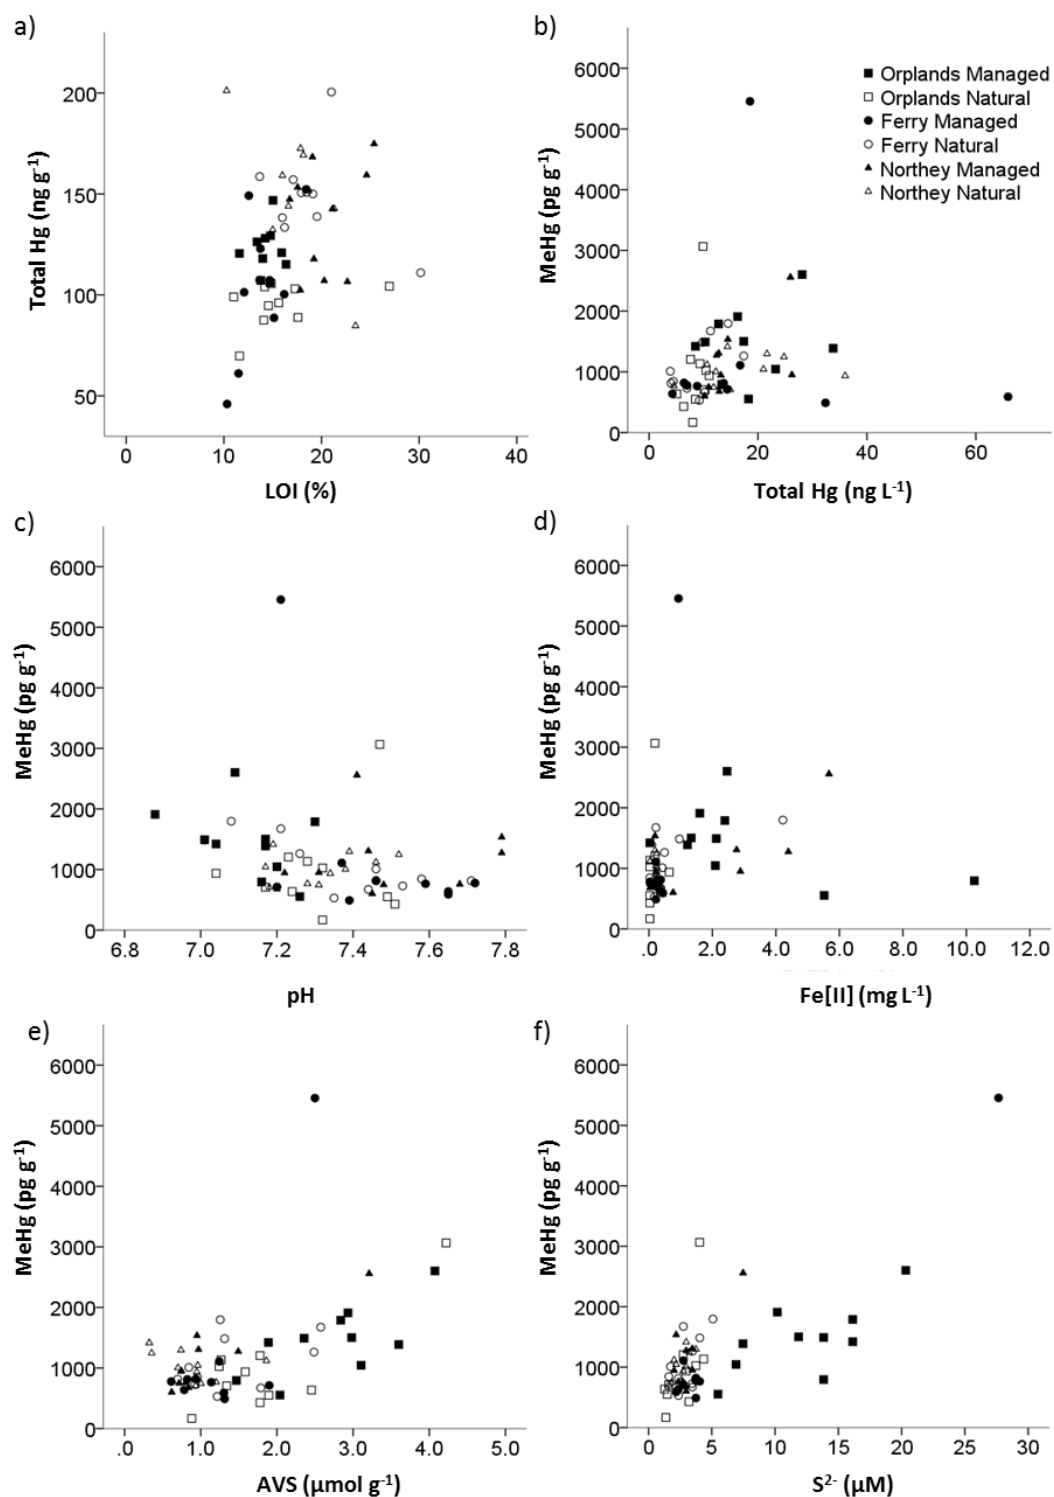 a)
Total Hg (ng g⁻¹)
200
150
100
50
0 10 20 30 40
LOI (%)
b)
MeHg (pg g⁻¹)
6000
5000
4000
3000
2000
1000
0
0 20 40 60
Total Hg (ng L⁻¹)
Orplands Managed
Orplands Natural
Ferry Managed
Ferry Natural
Northey Managed
Northey Natural
c)
MeHg (pg g⁻¹)
6000
5000
4000
3000
2000
1000
0
6.8 7.0 7.2 7.4 7.6 7.8
pH
d)
MeHg (pg g⁻¹)
6000
5000
4000
3000
2000
1000
0
.0 2.0 4.0 6.0 8.0 10.0 12.0
Fe[II] (mg L⁻¹)
e)
MeHg (pg g⁻¹)
6000
5000
4000
3000
2000
1000
0
.0 1.0 2.0 3.0 4.0 5.0
AVS (µmol g⁻¹)
f)
MeHg (pg g⁻¹)
6000
5000
4000
3000
2000
1000
0
0 5 10 15 20 25 30
S²⁻ (µM)